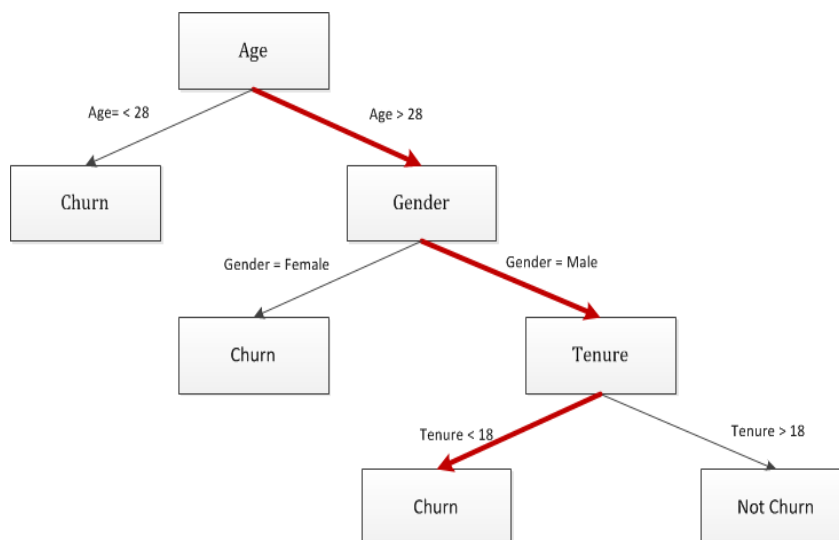 Age
Age= < 28
Age > 28
Churn
Gender
Gender = Female
Gender = Male
Churn
Tenure
Tenure < 18
Tenure > 18
Churn
Not Churn